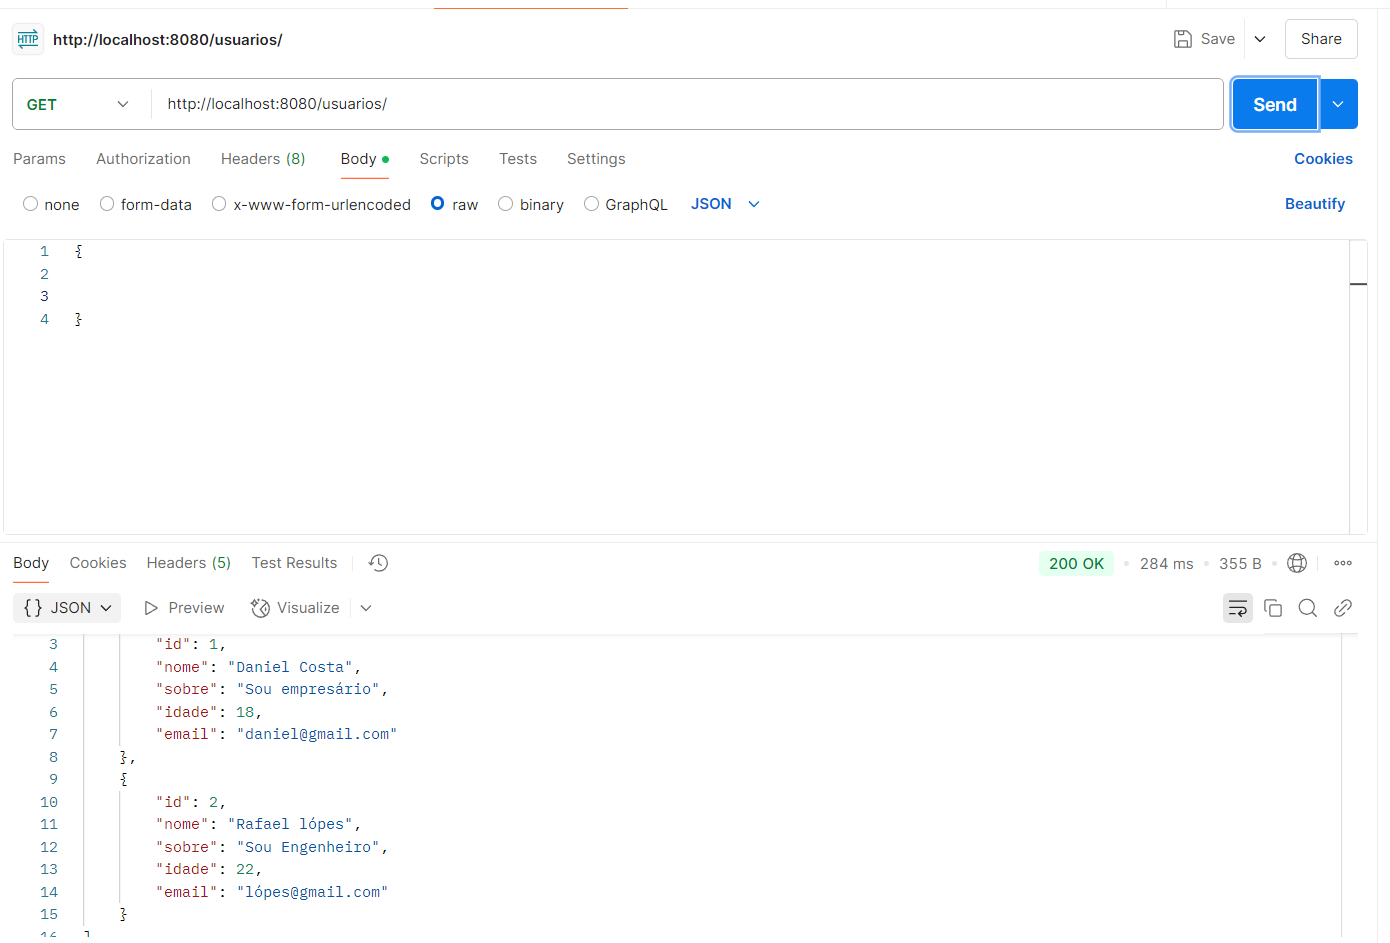 HTTP http://localhost:8080/usuarios/ Save Share
GET http://localhost:8080/usuarios/ Send
Params Authorization Headers (8) Body Scripts Tests Settings Cookies
none form-data x-www-form-urlencoded raw binary GraphQL JSON Beautify
1 {
2
3
4 }
Body Cookies Headers (5) Test Results 200 OK • 284 ms • 355 B •
{} JSON Preview Visualize
3 "id": 1,
4 "nome": "Daniel Costa",
5 "sobre": "Sou empresário",
6 "idade": 18,
7 "email": "daniel@gmail.com"
8 },
9 {
10 "id": 2,
11 "nome": "Rafael lópes",
12 "sobre": "Sou Engenheiro",
13 "idade": 22,
14 "email": "lópes@gmail.com"
15 }
16 ]